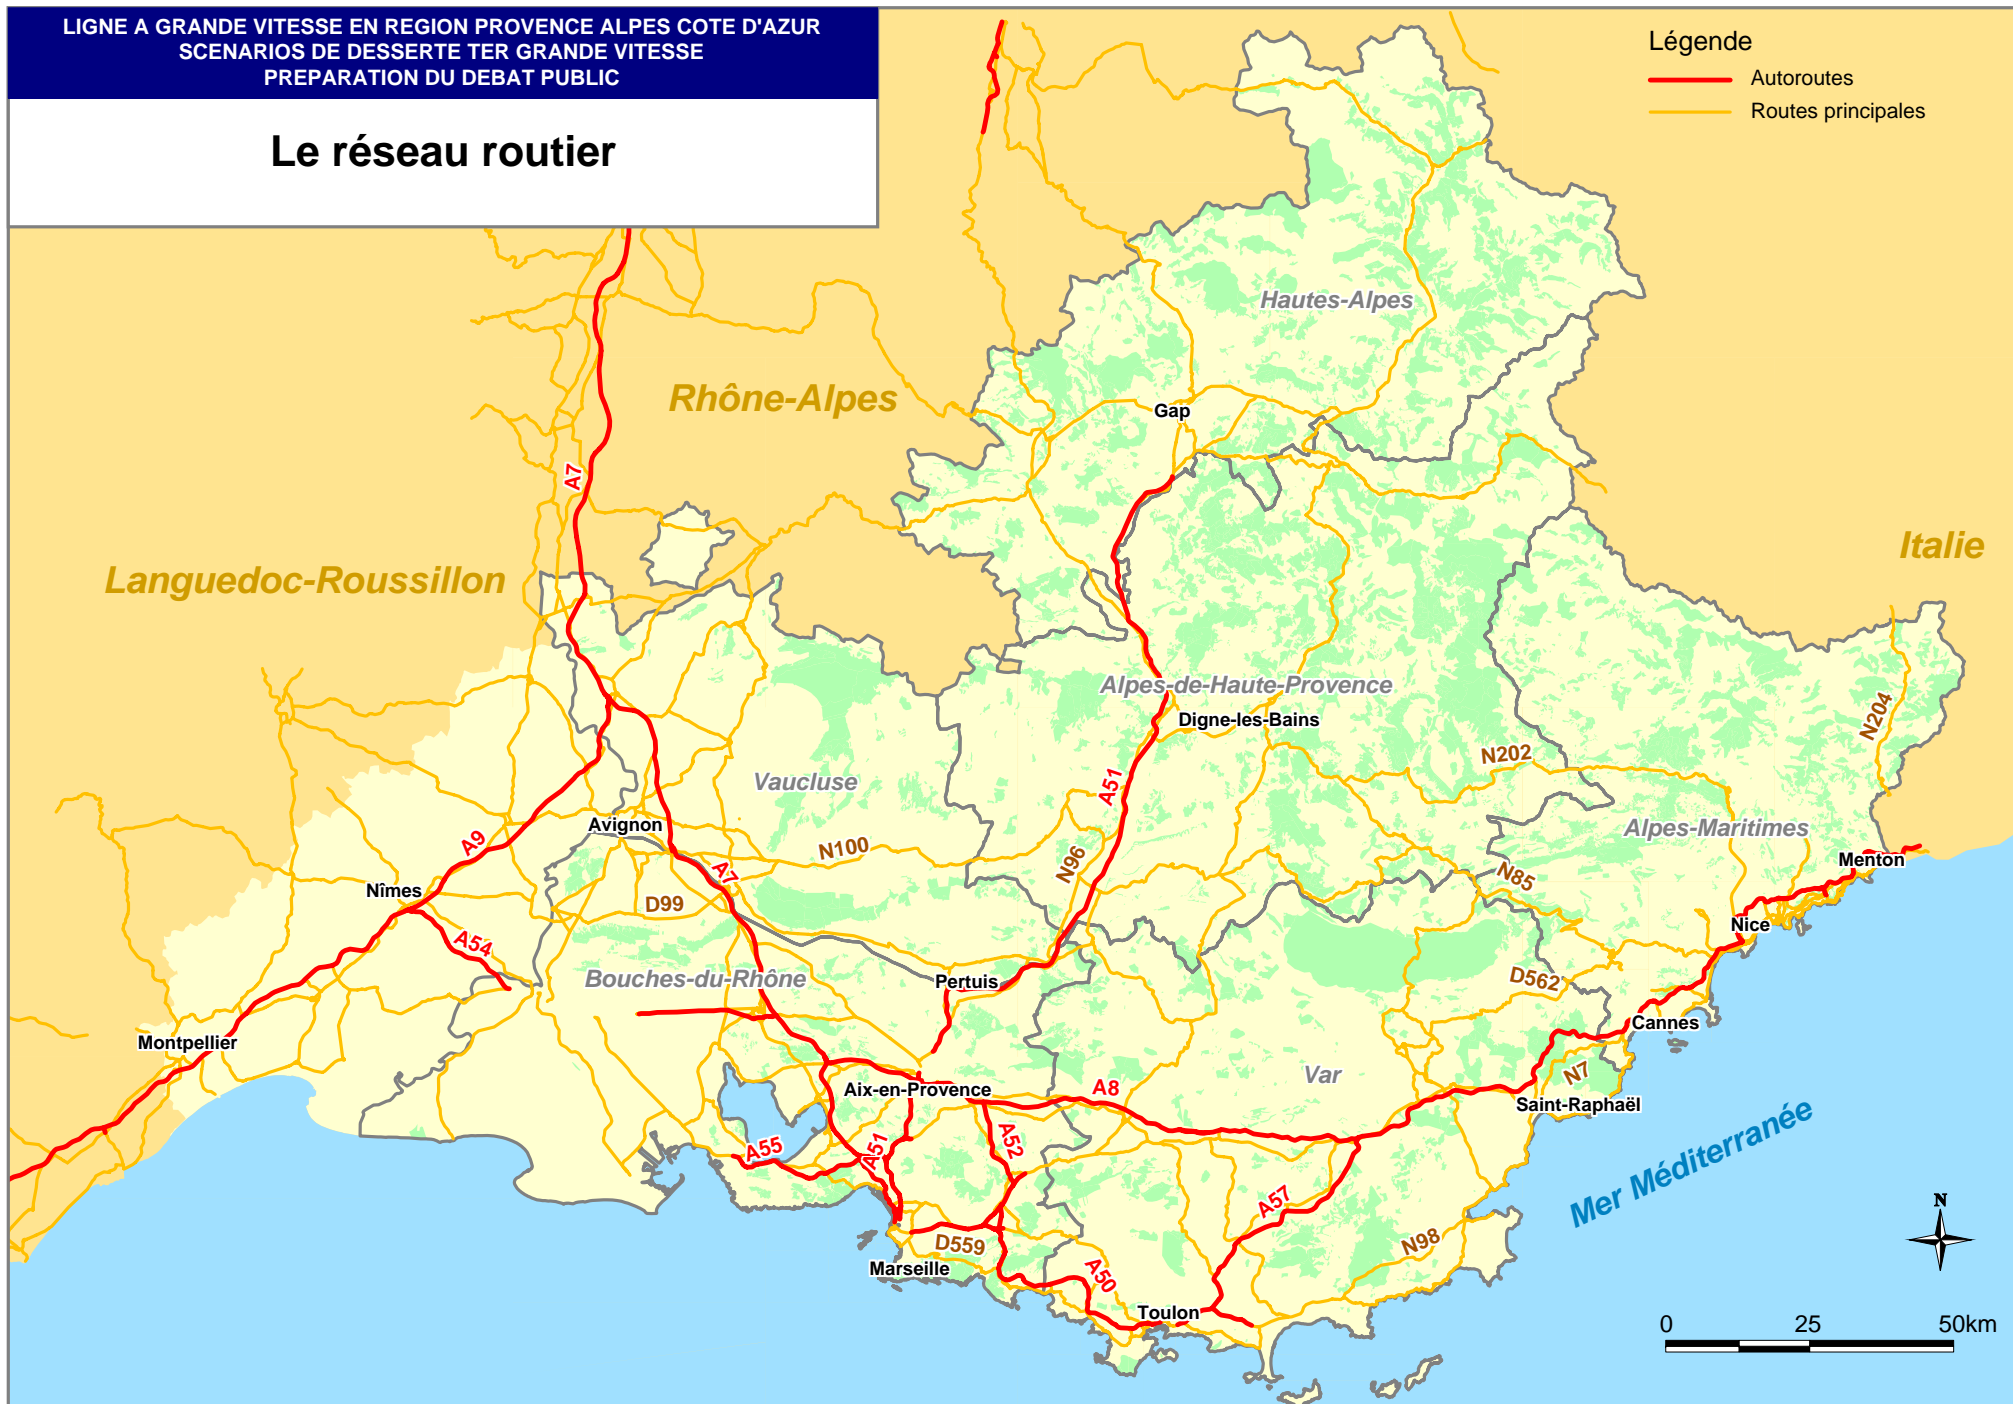 LIGNE A GRANDE VITESSE EN REGION PROVENCE ALPES COTE D'AZUR
SCENARIOS DE DESSERTE TER GRANDE VITESSE
PREPARATION DU DEBAT PUBLIC
Le réseau routier
Légende
Autoroutes
Routes principales
Hautes-Alpes
Rhône-Alpes
Gap
A7
Italie
Languedoc-Roussillon
Alpes-de-Haute-Provence
Digne-les-Bains
N204
N202
Vaucluse
A51
Avignon
Alpes-Maritimes
A9
N100
N96
Menton
A7
N85
Nîmes
D99
Nice
A54
Bouches-du-Rhône
Pertuis
D562
Cannes
Montpellier
Var
N7
Aix-en-Provence
A8
Saint-Raphaël
A52
A55
A51
Mer Méditerranée
A57
N
D559
N98
Marseille
A50
Toulon
0 25 50km